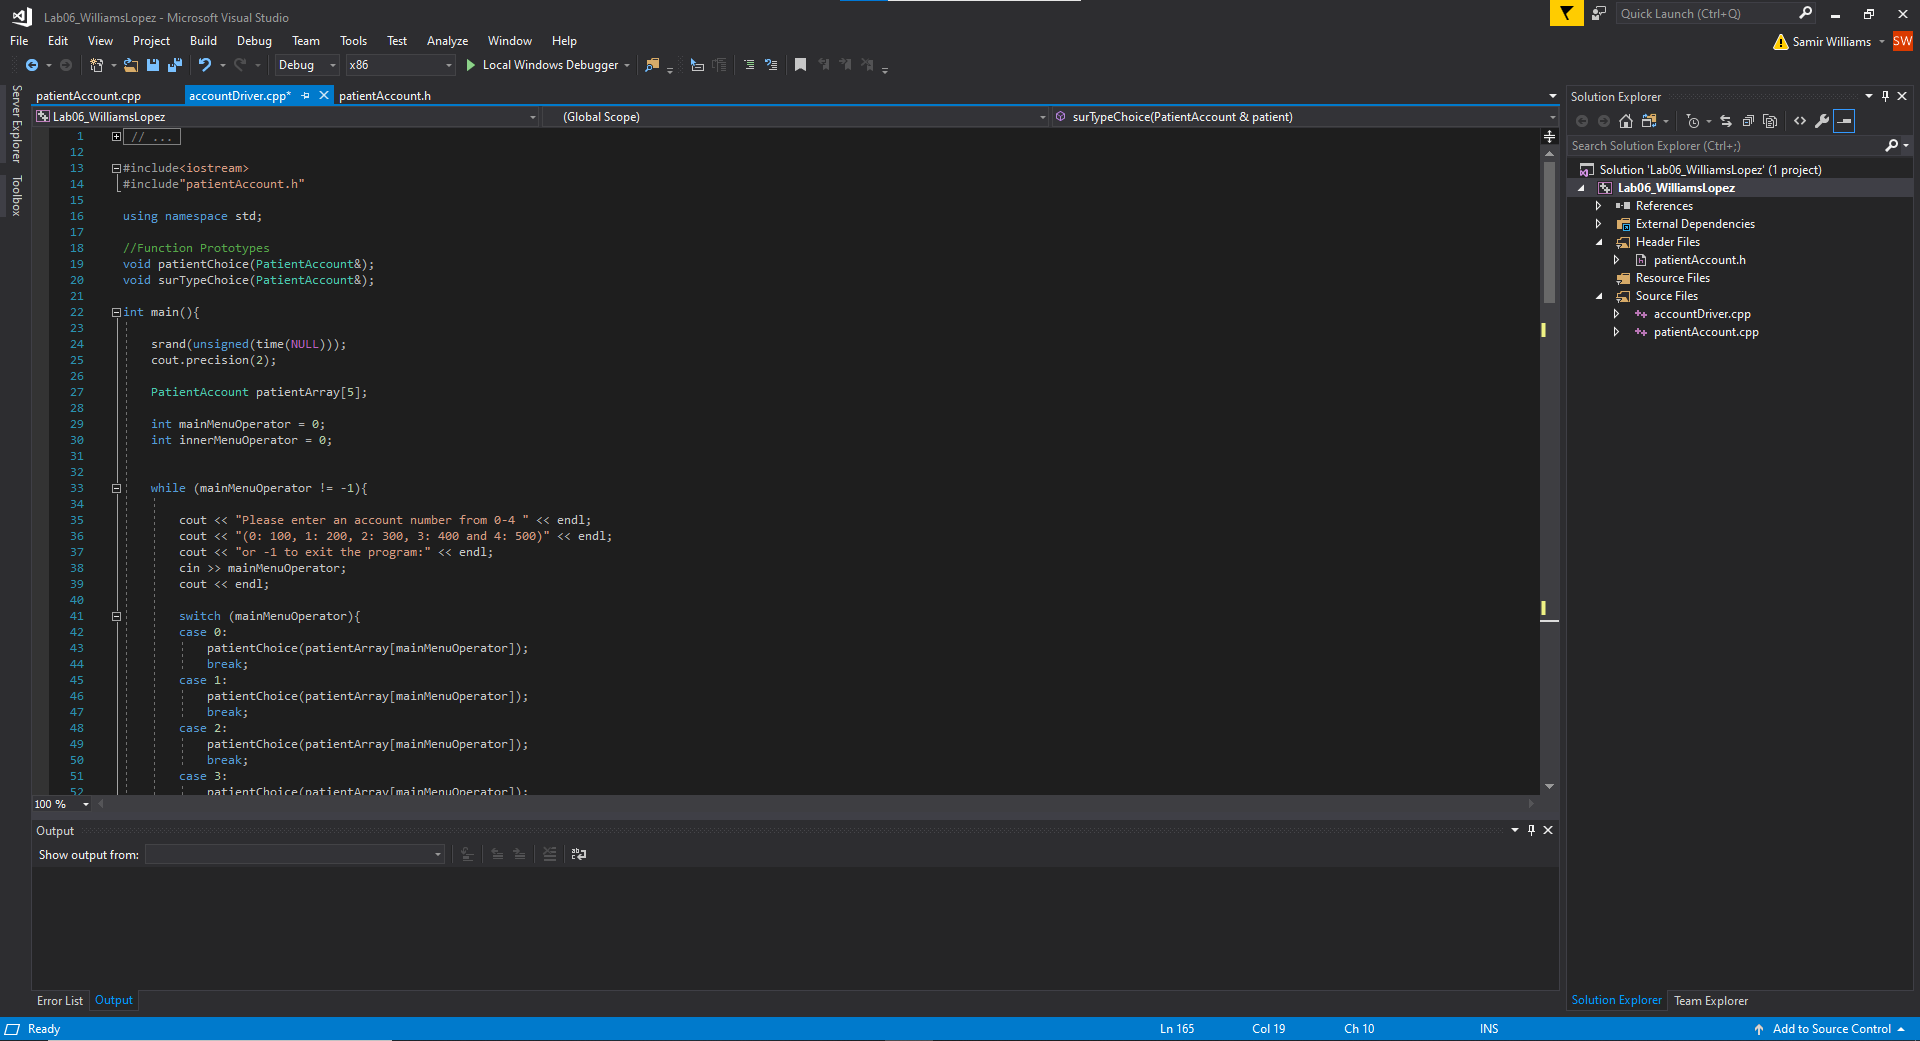 Lab06_WilliamsLopez - Microsoft Visual Studio
Quick Launch (Ctrl+Q)
File Edit View Project Build Debug Team Tools Test Analyze Window Help
Samir Williams SW
Debug x86 Local Windows Debugger
Server Explorer
Toolbox
patientAccount.cpp accountDriver.cpp* patientAccount.h
Lab06_WilliamsLopez (Global Scope) surTypeChoice(PatientAccount & patient)
1 // ...
12
13 #include<iostream>
14 #include"patientAccount.h"
15
16 using namespace std;
17
18 //Function Prototypes
19 void patientChoice(PatientAccount&);
20 void surTypeChoice(PatientAccount&);
21
22 int main(){
23
24 srand(unsigned(time(NULL)));
25 cout.precision(2);
26
27 PatientAccount patientArray[5];
28
29 int mainMenuOperator = 0;
30 int innerMenuOperator = 0;
31
32
33 while (mainMenuOperator != -1){
34
35 cout << "Please enter an account number from 0-4 " << endl;
36 cout << "(0: 100, 1: 200, 2: 300, 3: 400 and 4: 500)" << endl;
37 cout << "or -1 to exit the program:" << endl;
38 cin >> mainMenuOperator;
39 cout << endl;
40
41 switch (mainMenuOperator){
42 case 0:
43 patientChoice(patientArray[mainMenuOperator]);
44 break;
45 case 1:
46 patientChoice(patientArray[mainMenuOperator]);
47 break;
48 case 2:
49 patientChoice(patientArray[mainMenuOperator]);
50 break;
51 case 3:
52 patientChoice(patientArray[mainMenuOperator]);
100 %
Output
Show output from:
Error List Output
Solution Explorer
Search Solution Explorer (Ctrl+;)
Solution 'Lab06_WilliamsLopez' (1 project)
Lab06_WilliamsLopez
References
External Dependencies
Header Files
patientAccount.h
Resource Files
Source Files
accountDriver.cpp
patientAccount.cpp
Solution Explorer Team Explorer
Ready Ln 165 Col 19 Ch 10 INS Add to Source Control